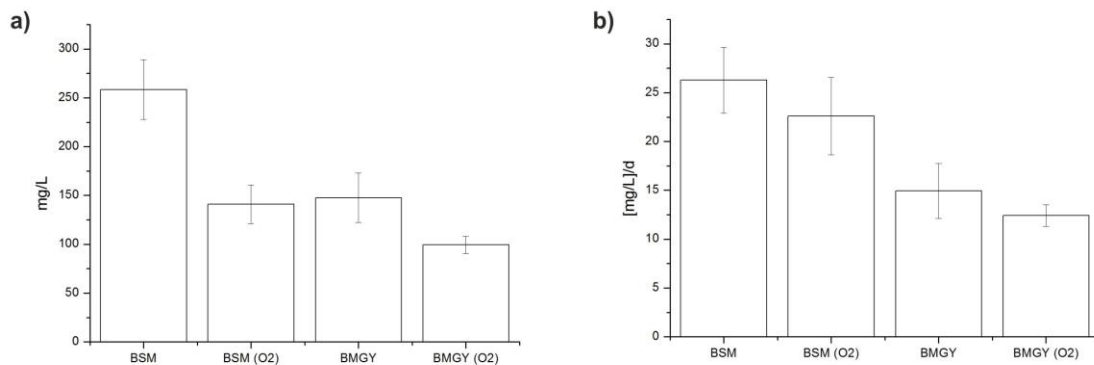 a)
300
250
200
150
100
50
0
mg/L
BSM
BSM (O2)
BMGY
BMGY (O2)
b)
30
25
20
15
10
5
0
[mg/L]/d
BSM
BSM (O2)
BMGY
BMGY (O2)